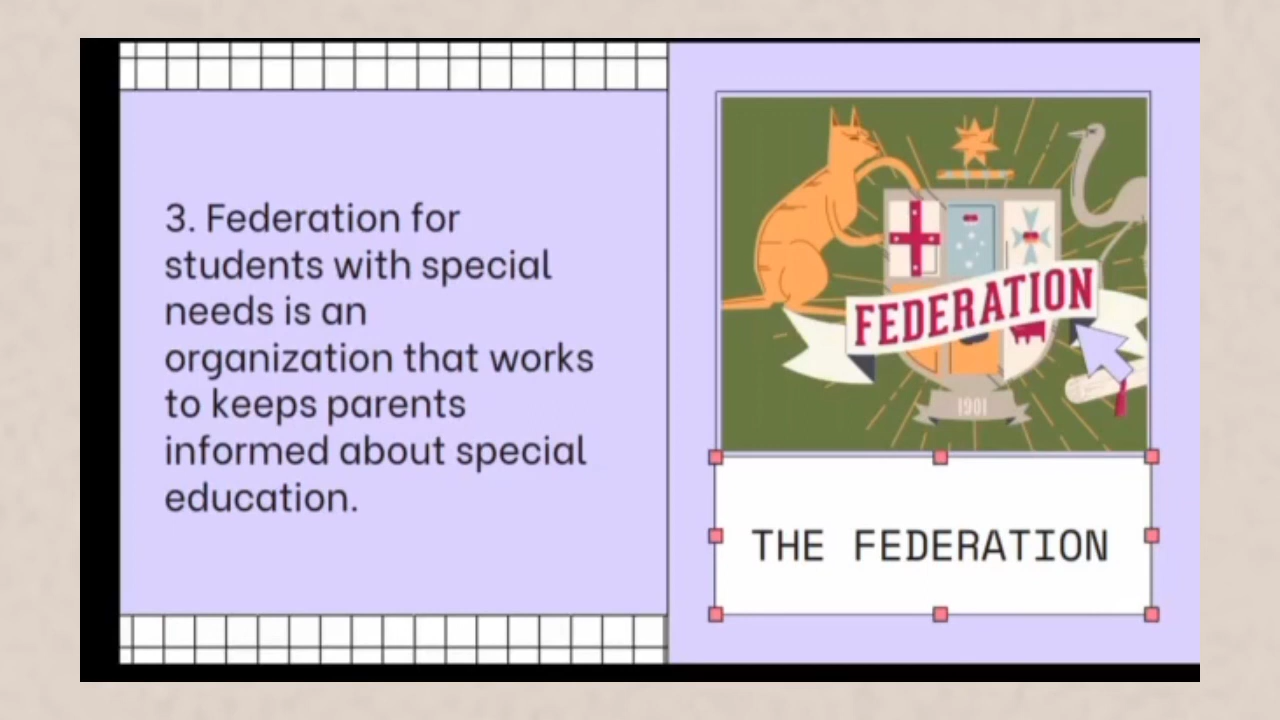 3. Federation for
students with special
needs is an
organization that works
to keeps parents
informed about special
education.
FEDERATION
1901
THE FEDERATION